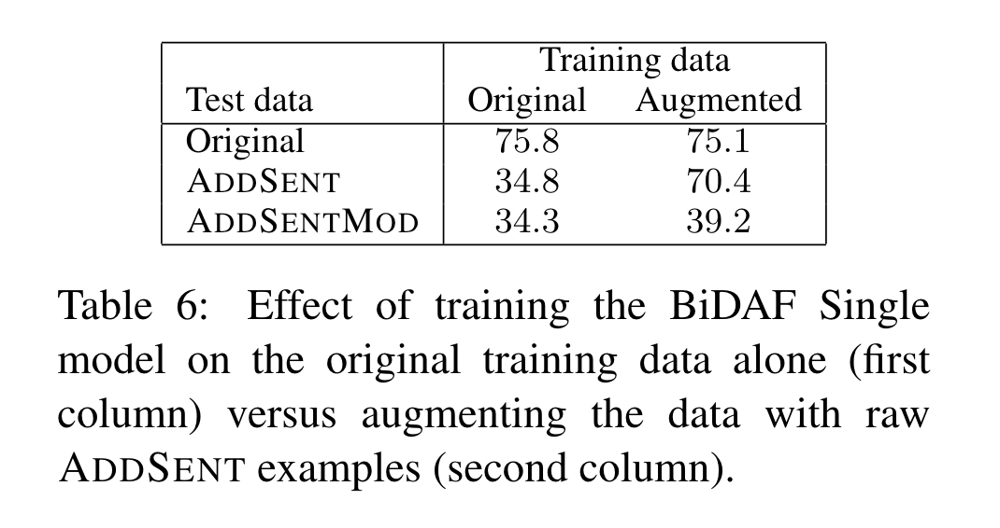 Training data
Test data Original Augmented
Original 75.8 75.1
ADDSENT 34.8 70.4
ADDSENTMOD 34.3 39.2
Table 6: Effect of training the BiDAF Single
model on the original training data alone (first
column) versus augmenting the data with raw
ADDSENT examples (second column).